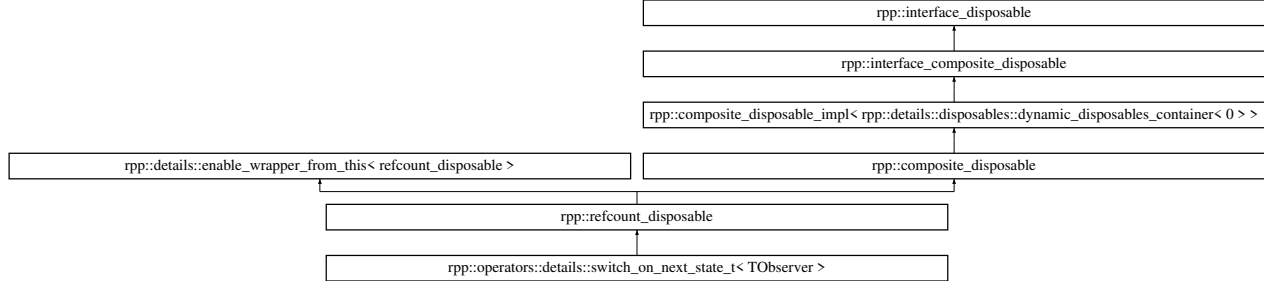 rpp::interface_disposable
rpp::interface_composite_disposable
rpp::composite_disposable_impl< rpp::details::disposables::dynamic_disposables_container< 0 > >
rpp::details::enable_wrapper_from_this< refcount_disposable >
rpp::composite_disposable
rpp::refcount_disposable
rpp::operators::details::switch_on_next_state_t< TObserver >